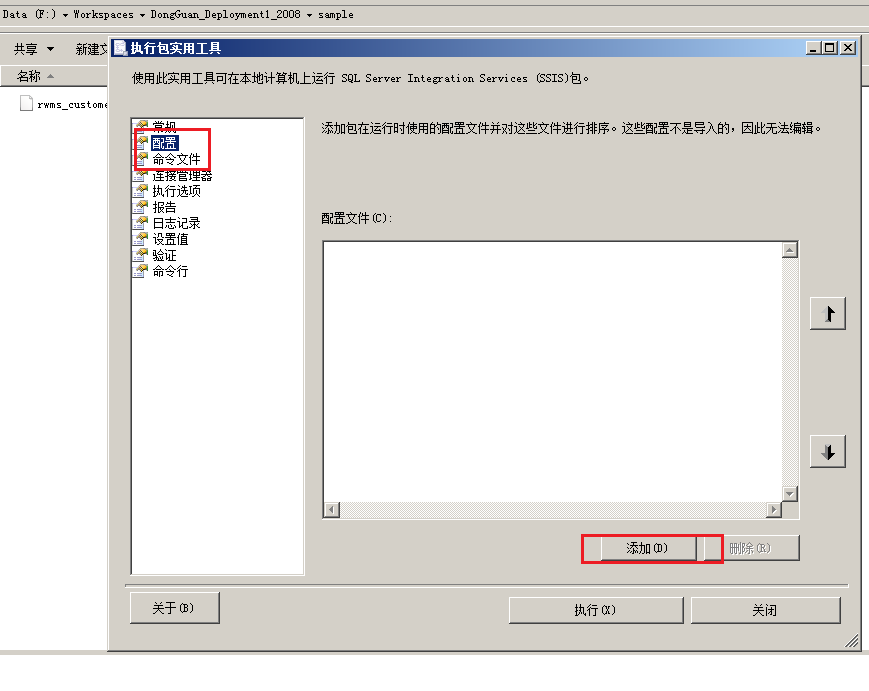 Data (F:) ▾ Workspaces ▾ DongGuan_Deployment1_2008 ▾ sample
共享 ▾ 新建文
名称
rwms_custome
执行包实用工具
使用此实用工具可在本地计算机上运行 SQL Server Integration Services (SSIS)包。
常规
配置
命令文件
连接管理器
执行选项
报告
日志记录
设置值
验证
命令行
添加包在运行时使用的配置文件并对这些文件进行排序。这些配置不是导入的，因此无法编辑。
配置文件(C):
添加(D)
删除(R)
关于(B)
执行(X)
关闭